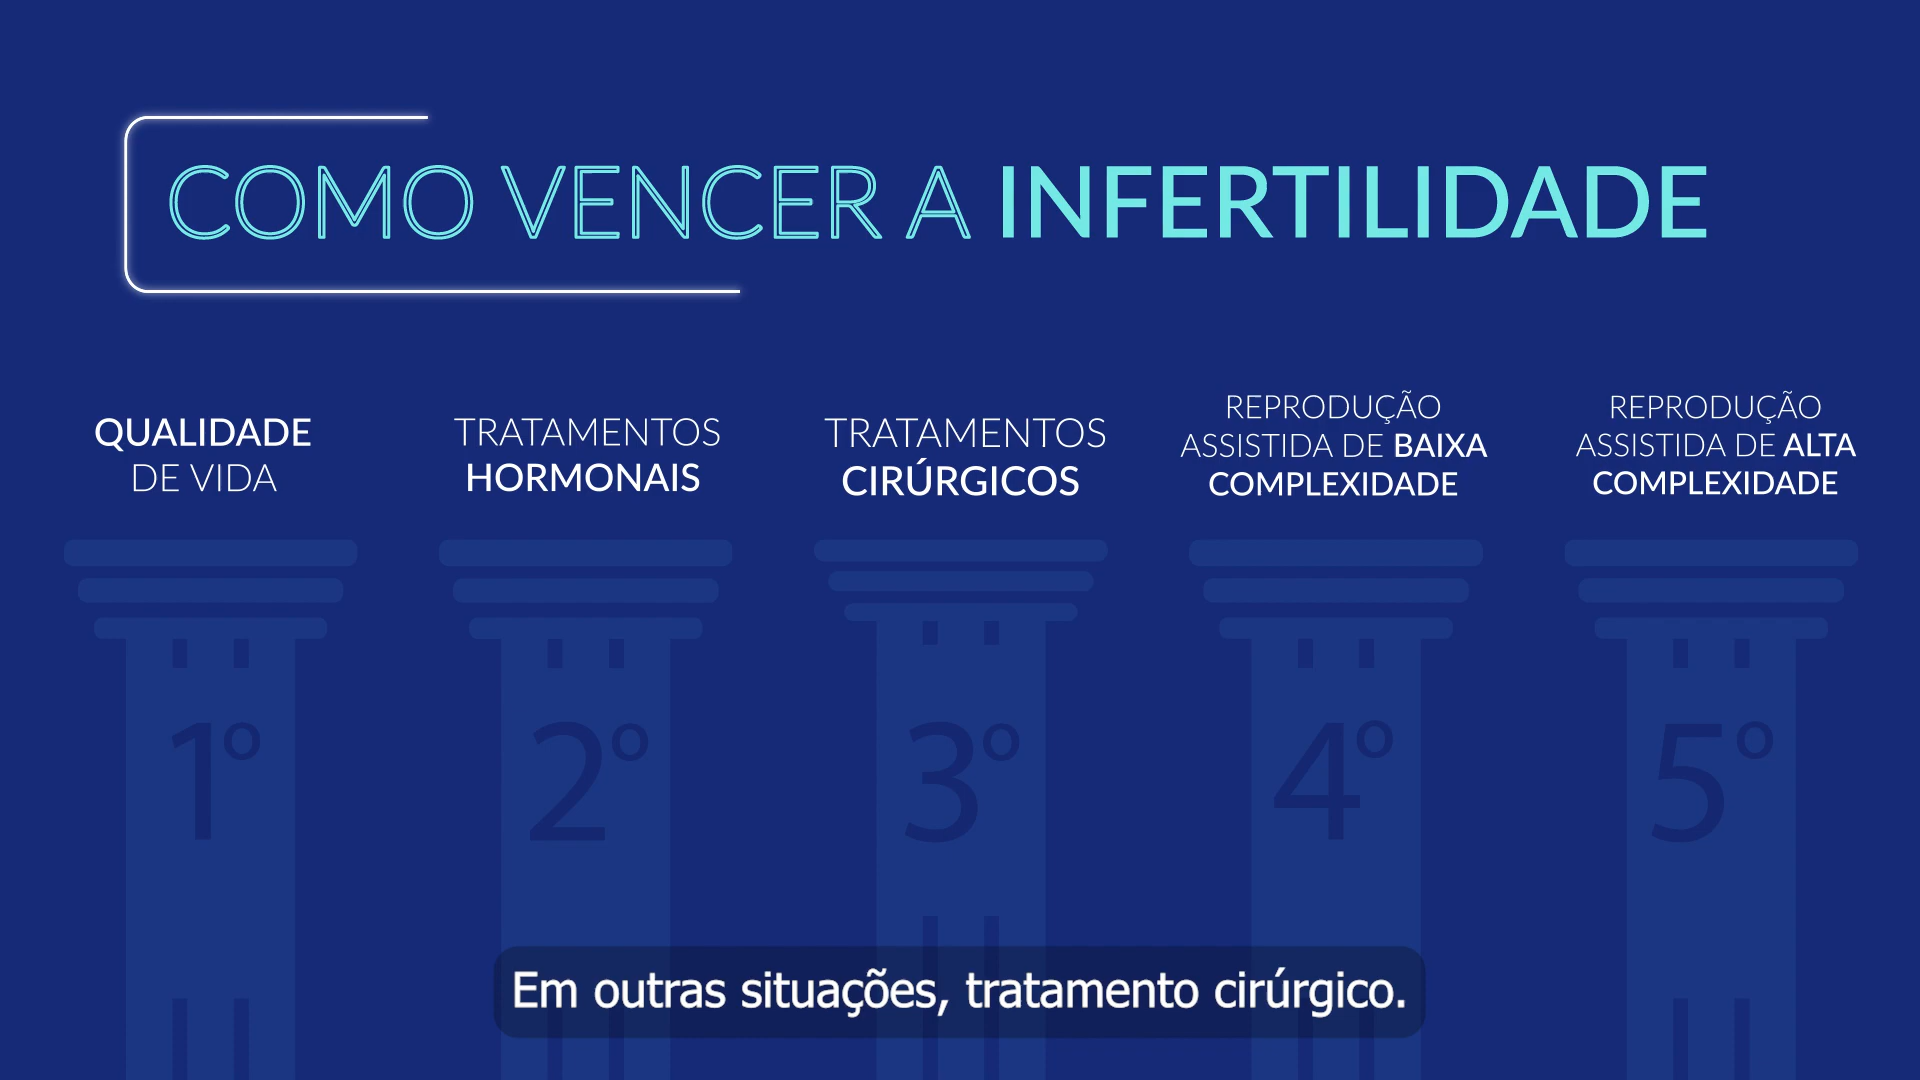 COMO VENCER A INFERTILIDADE
QUALIDADE
DE VIDA
TRATAMENTOS
HORMONAIS
TRATAMENTOS
CIRÚRGICOS
REPRODUÇÃO
ASSISTIDA DE BAIXA
COMPLEXIDADE
REPRODUÇÃO
ASSISTIDA DE ALTA
COMPLEXIDADE
1º
2º
3º
4º
5º
Em outras situações, tratamento cirúrgico.